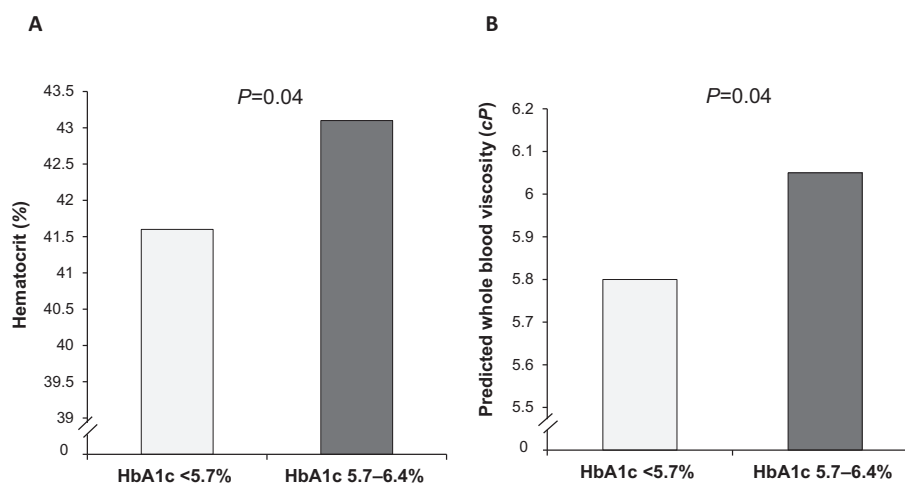 A
P=0.04
Hematocrit (%)
43.5
43
42.5
42
41.5
41
40.5
40
39.5
39
0
HbA1c <5.7%
HbA1c 5.7–6.4%
B
P=0.04
Predicted whole blood viscosity (cP)
6.2
6.1
6
5.9
5.8
5.7
5.6
5.5
0
HbA1c <5.7%
HbA1c 5.7–6.4%